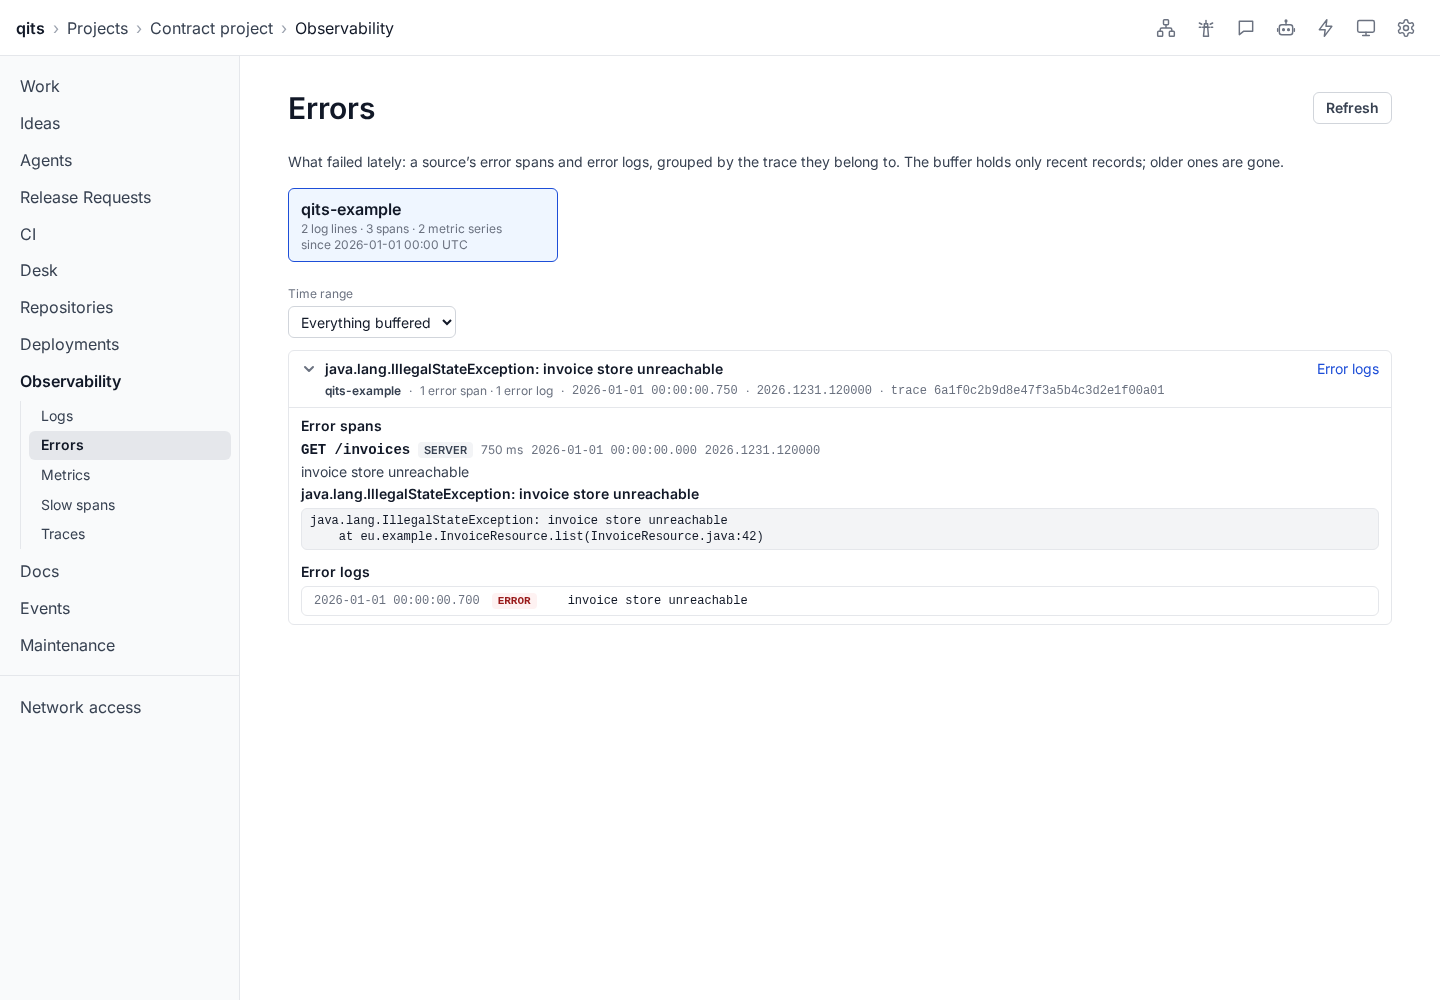 qits › Projects › Contract project › Observability
Work
Ideas
Agents
Release Requests
CI
Desk
Repositories
Deployments
Observability
Logs
Errors
Metrics
Slow spans
Traces
Docs
Events
Maintenance
Network access
Errors
Refresh
What failed lately: a source's error spans and error logs, grouped by the trace they belong to. The buffer holds only recent records; older ones are gone.
qits-example
2 log lines · 3 spans · 2 metric series
since 2026-01-01 00:00 UTC
Time range
Everything buffered
java.lang.IllegalStateException: invoice store unreachable
Error logs
qits-example · 1 error span · 1 error log · 2026-01-01 00:00:00.750 · 2026.1231.120000 · trace 6a1f0c2b9d8e47f3a5b4c3d2e1f00a01
Error spans
GET /invoices SERVER 750 ms 2026-01-01 00:00:00.000 2026.1231.120000
invoice store unreachable
java.lang.IllegalStateException: invoice store unreachable
java.lang.IllegalStateException: invoice store unreachable
at eu.example.InvoiceResource.list(InvoiceResource.java:42)
Error logs
2026-01-01 00:00:00.700 ERROR invoice store unreachable